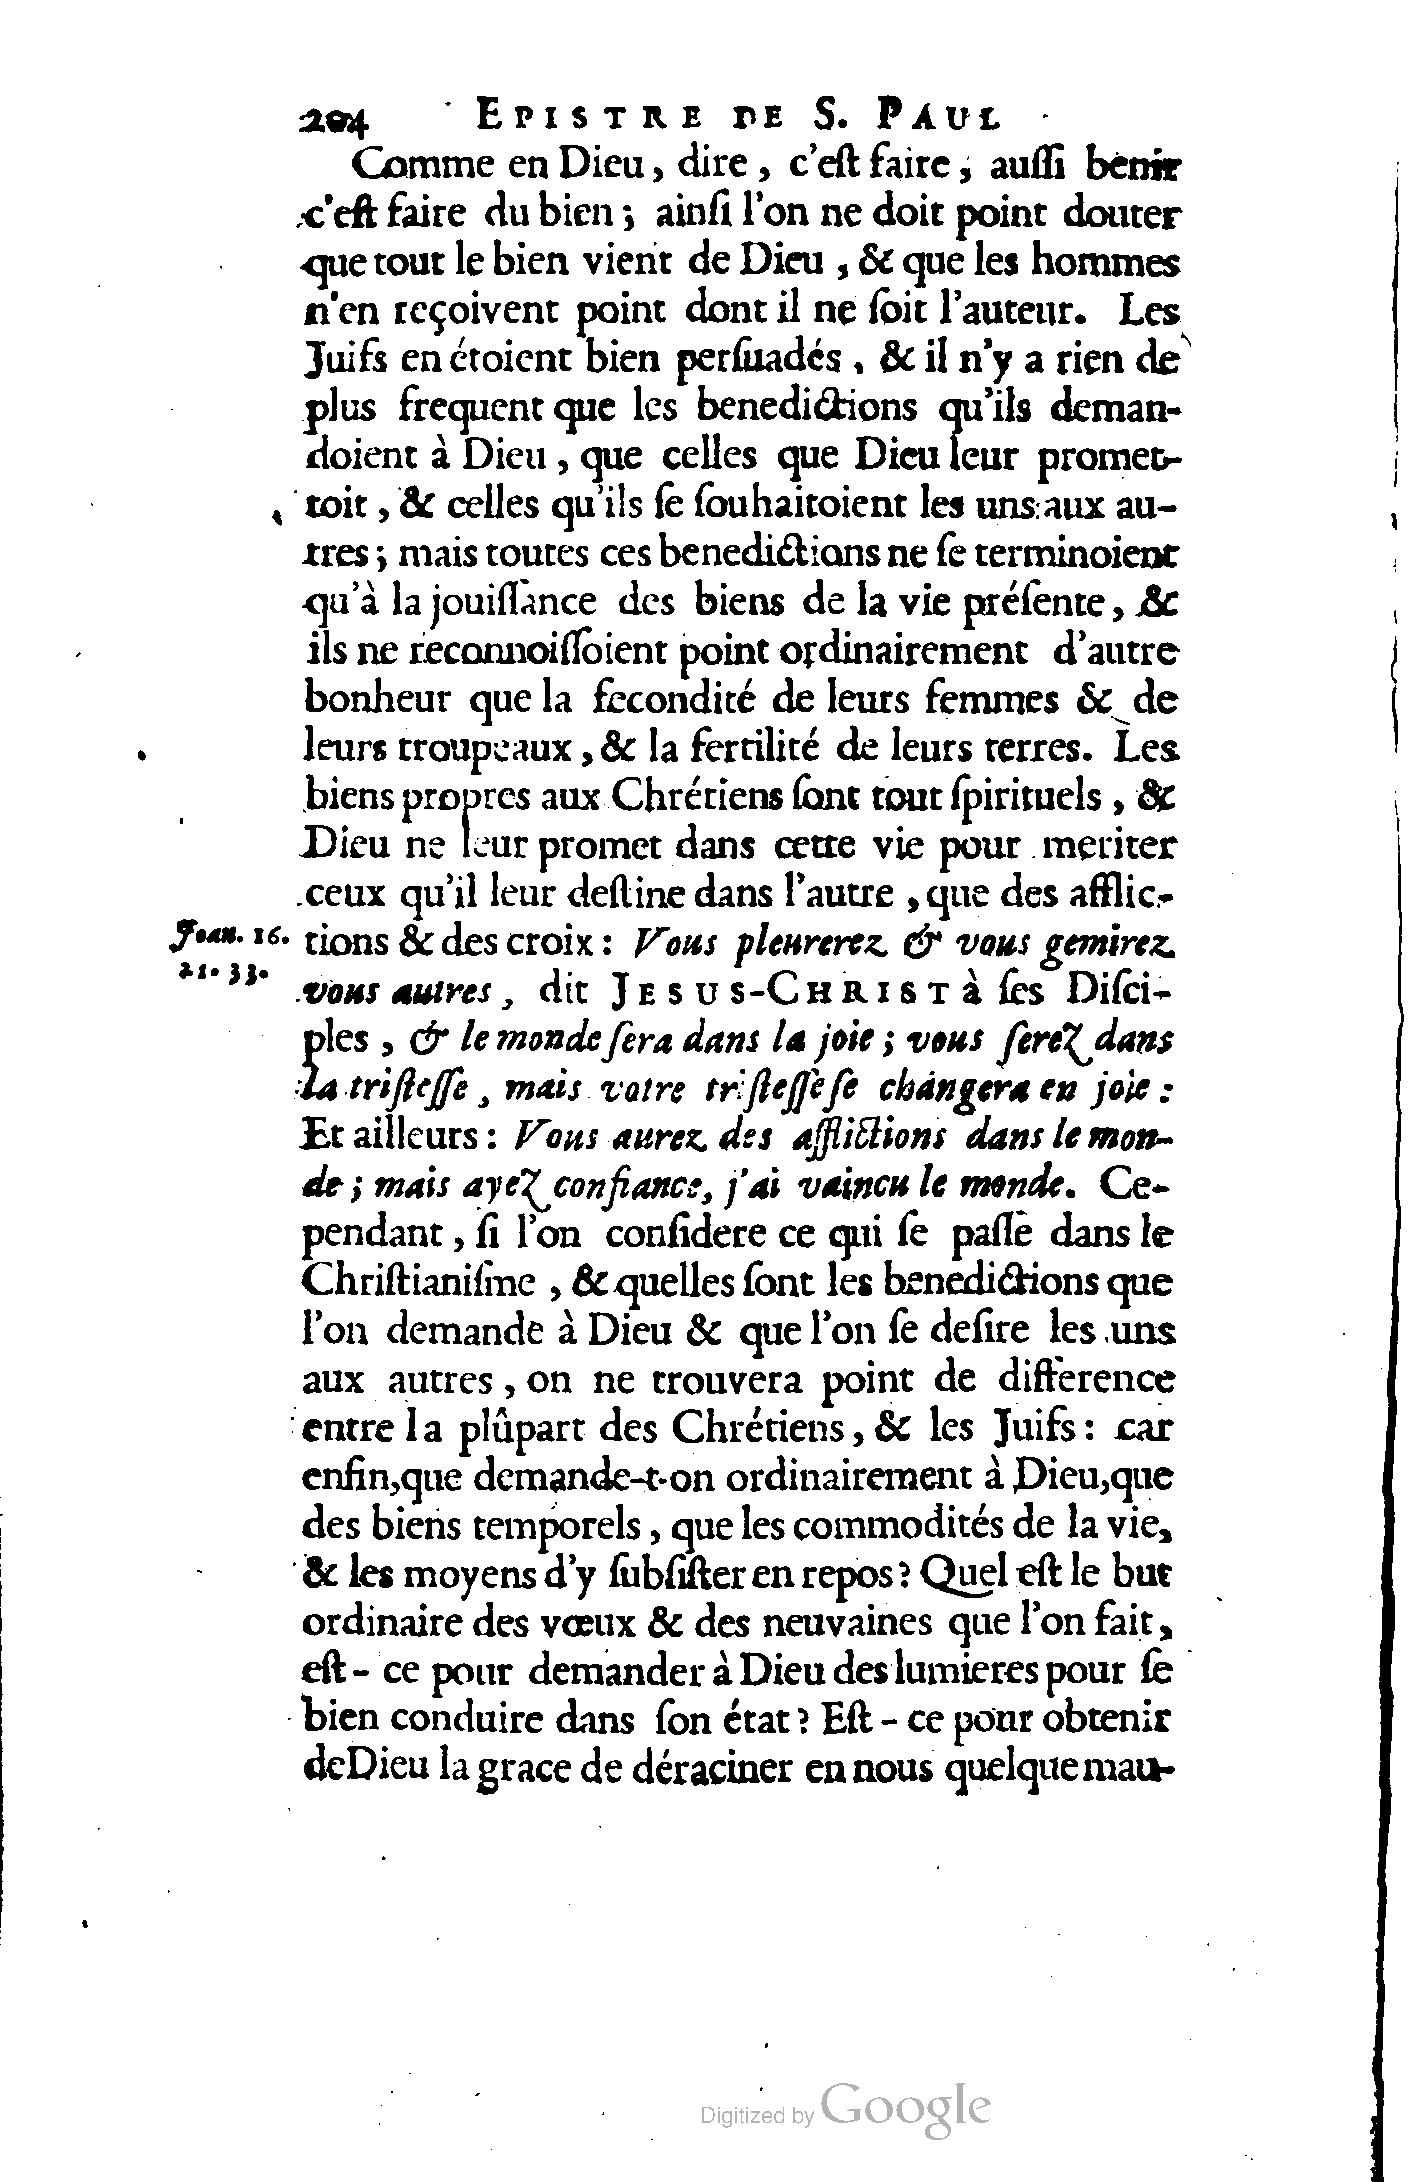 204 EPISTRE DE S. PAUL
Comme en Dieu, dire, c'eſt faire, auſſi benir
c'eſt faire du bien; ainſi l'on ne doit point douter
que tout le bien vient de Dieu, & que les hommes
n'en reçoivent point dont il ne ſoit l'auteur. Les
Juifs en étoient bien perſuadés, & il n'y a rien de
plus frequent que les benedictions qu'ils deman-
doient à Dieu, que celles que Dieu leur promet-
toit, & celles qu'ils ſe ſouhaitoient les uns aux au-
tres; mais toutes ces benedictions ne ſe terminoient
qu'à la jouiſſance des biens de la vie préſente, &
ils ne reconnoiſſoient point ordinairement d'autre
bonheur que la fecondité de leurs femmes & de
leurs troupeaux, & la fertilité de leurs terres. Les
biens propres aux Chrétiens ſont tout ſpirituels, &
Dieu ne leur promet dans cette vie pour meriter
ceux qu'il leur deſtine dans l'autre, que des afflic-
Joan. 16. tions & des croix: Vous pleurerez & vous gemirez
21. 33. vous autres, dit JESUS-CHRIST à ſes Diſci-
ples, & le monde ſera dans la joie; vous ſerez dans
la triſteſſe, mais votre triſteſſe ſe changera en joie:
Et ailleurs: Vous aurez des afflictions dans le mon-
de; mais ayez confiance, j'ai vaincu le monde. Ce-
pendant, ſi l'on conſidere ce qui ſe paſſe dans le
Chriſtianiſme, & quelles ſont les benedictions que
l'on demande à Dieu & que l'on ſe deſire les uns
aux autres, on ne trouvera point de difference
entre la plûpart des Chrétiens, & les Juifs: car
enfin, que demande-t-on ordinairement à Dieu, que
des biens temporels, que les commodités de la vie,
& les moyens d'y ſubſiſter en repos? Quel eſt le but
ordinaire des vœux & des neuvaines que l'on fait,
eſt-ce pour demander à Dieu des lumieres pour ſe
bien conduire dans ſon état? Eſt-ce pour obtenir
de Dieu la grace de déraciner en nous quelque mau-
Digitized by Google